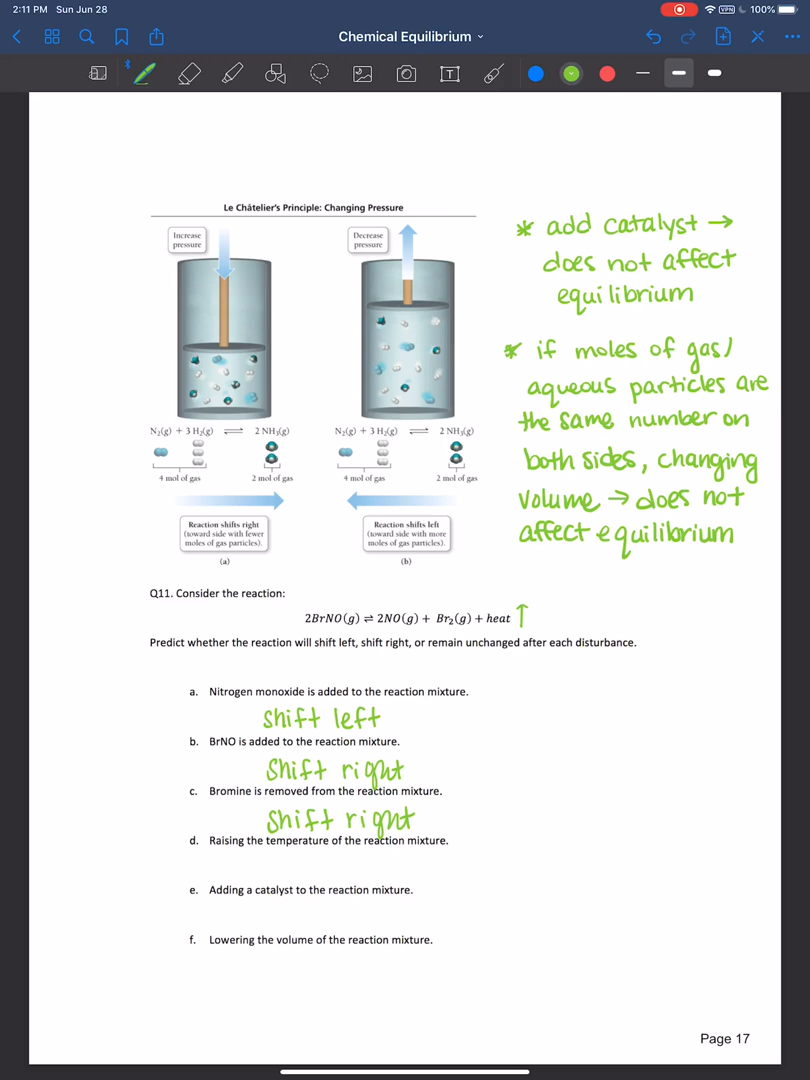 2:11 PM Sun Jun 28
VPN 100%
Chemical Equilibrium
T
Le Châtelier's Principle: Changing Pressure
Increase
pressure
Decrease
pressure
N₂(g) + 3 H₂(g) ⇌ 2 NH₃(g)
4 mol of gas 2 mol of gas
Reaction shifts right
(toward side with fewer
moles of gas particles).
(a)
N₂(g) + 3 H₂(g) ⇌ 2 NH₃(g)
4 mol of gas 2 mol of gas
Reaction shifts left
(toward side with more
moles of gas particles).
(b)
* add catalyst →
does not affect
equilibrium
* if moles of gas/
aqueous particles are
the same number on
both sides, changing
volume → does not
affect equilibrium
Q11. Consider the reaction:
2BrNO(g) ⇌ 2NO(g) + Br₂(g) + heat ↑
Predict whether the reaction will shift left, shift right, or remain unchanged after each disturbance.
a. Nitrogen monoxide is added to the reaction mixture.
shift left
b. BrNO is added to the reaction mixture.
shift right
c. Bromine is removed from the reaction mixture.
shift right
d. Raising the temperature of the reaction mixture.
e. Adding a catalyst to the reaction mixture.
f. Lowering the volume of the reaction mixture.
Page 17